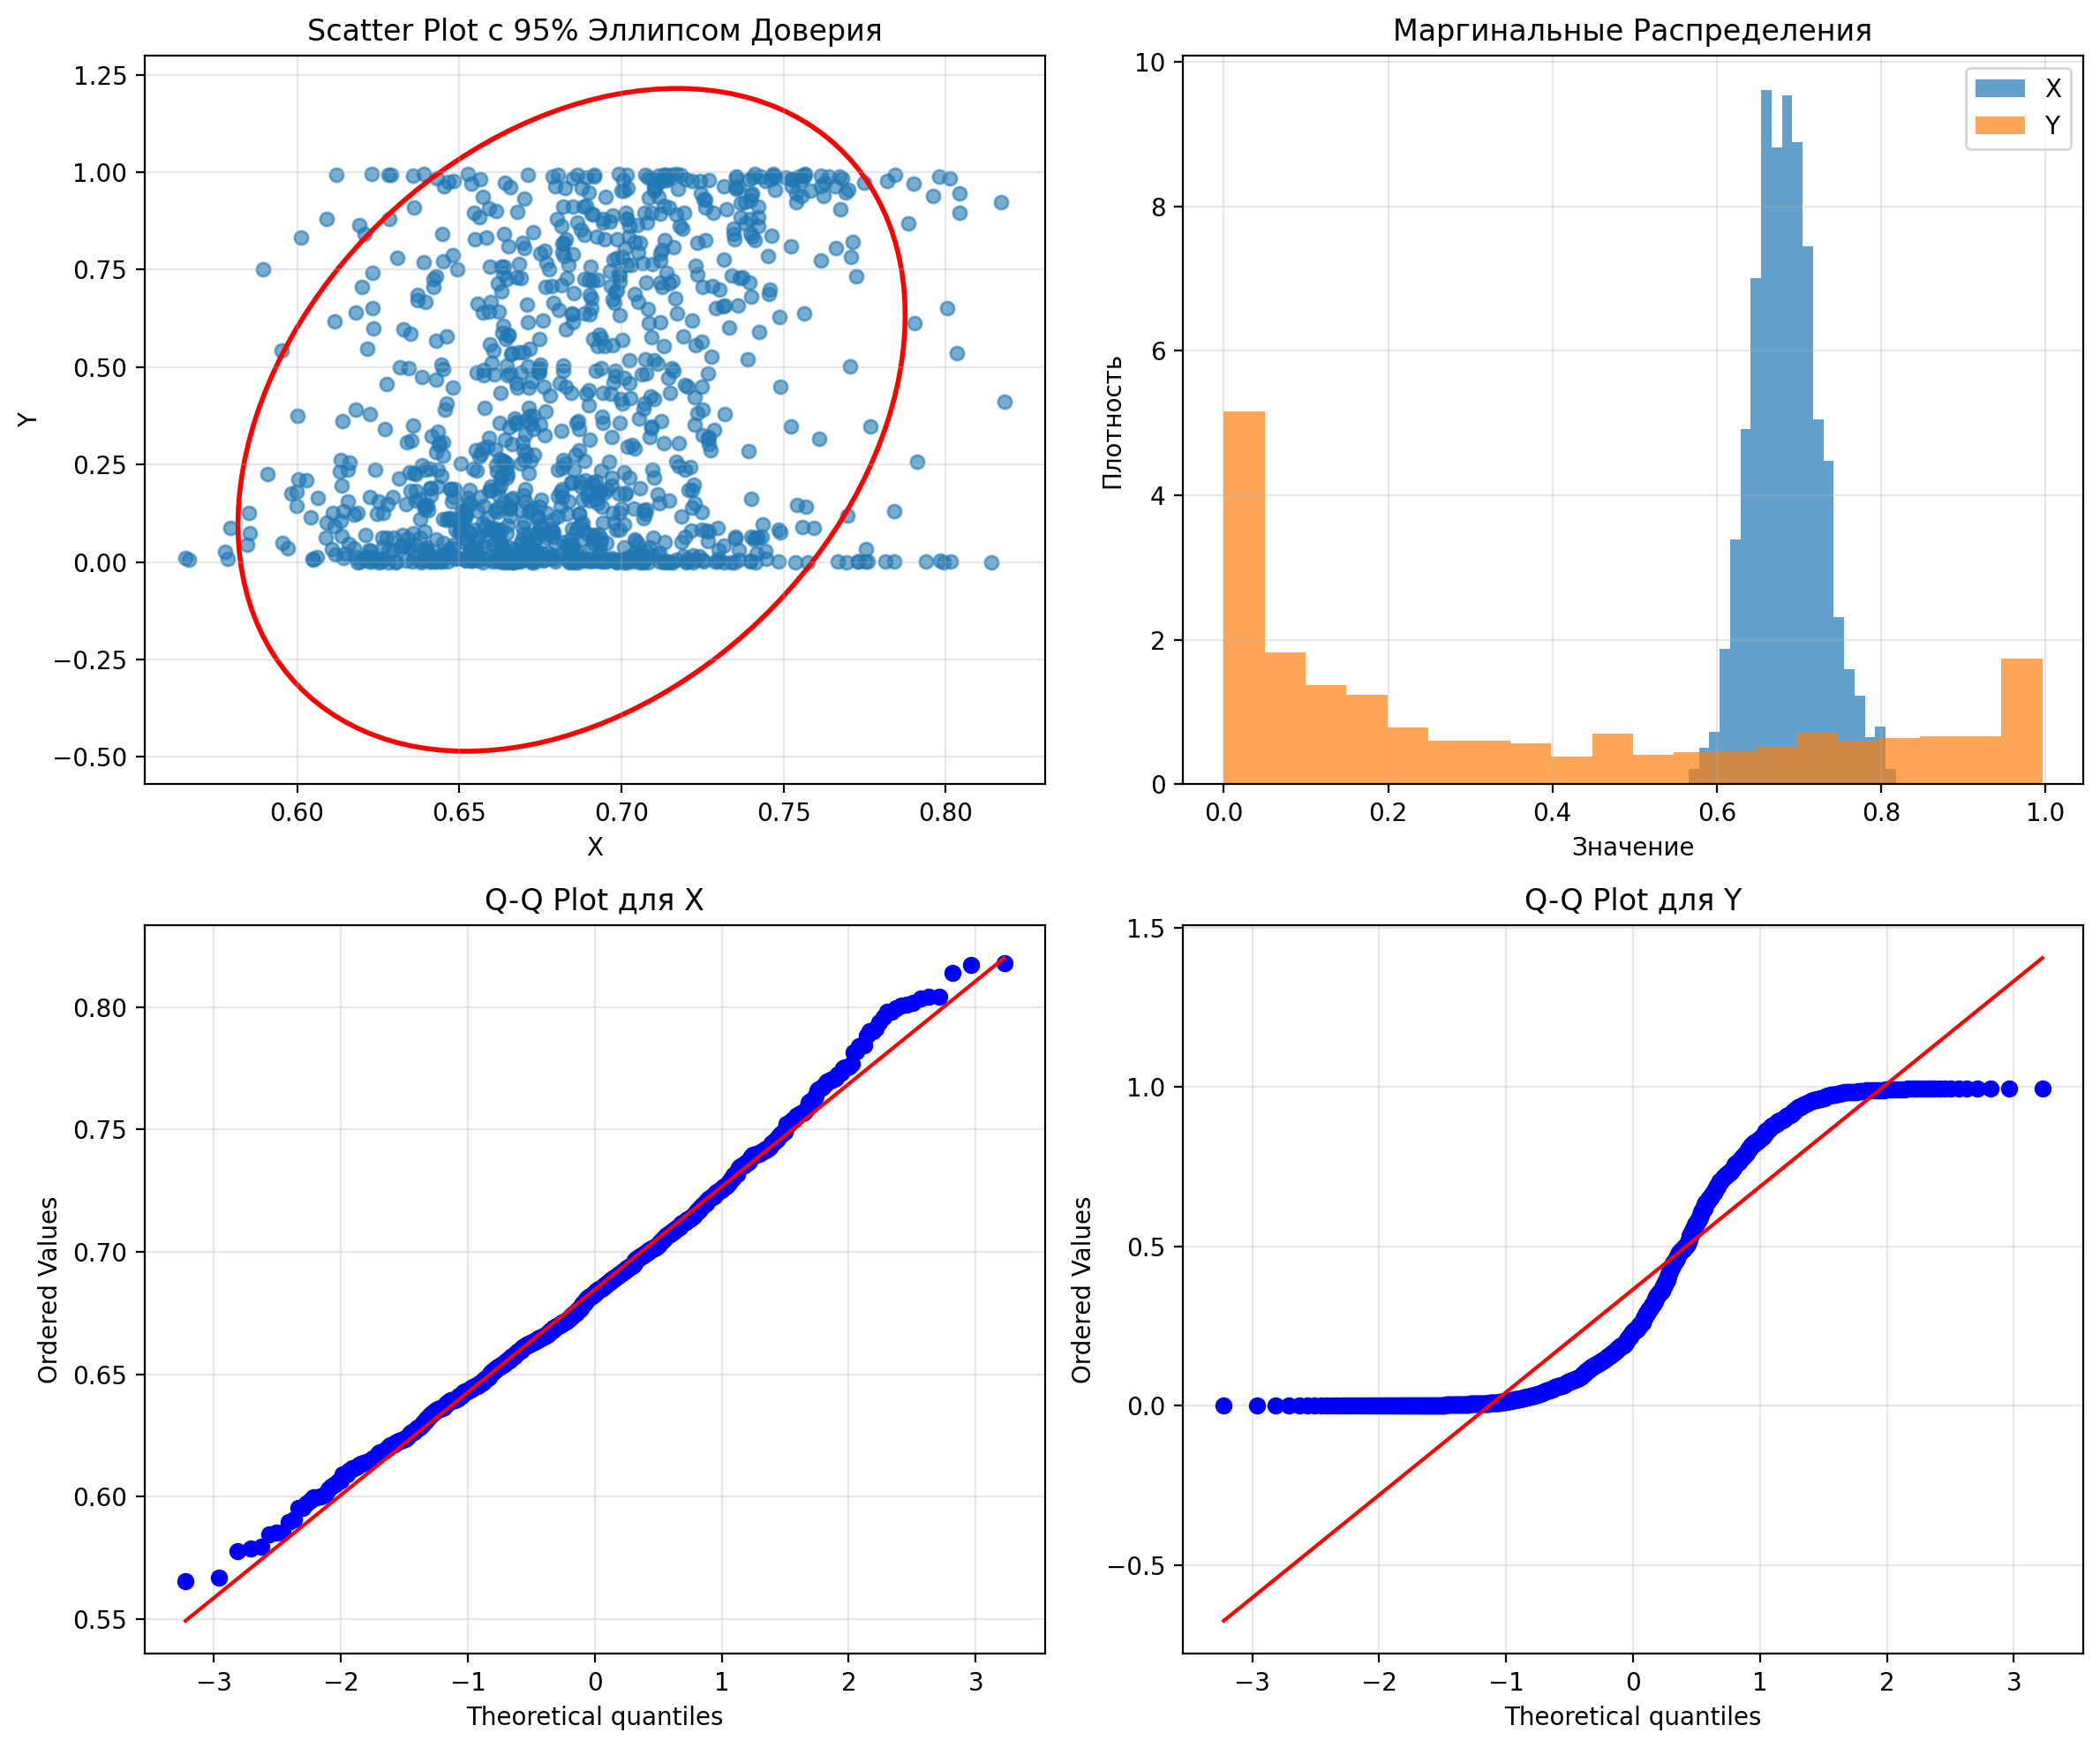 Scatter Plot с 95% Эллипсом Доверия
1.25
1.00
0.75
0.50
0.25
0.00
−0.25
−0.50
Y
0.60 0.65 0.70 0.75 0.80
X
Маргинальные Распределения
10
8
6
4
2
0
Плотность
X
Y
0.0 0.2 0.4 0.6 0.8 1.0
Значение
Q-Q Plot для X
0.80
0.75
0.70
0.65
0.60
0.55
Ordered Values
−3 −2 −1 0 1 2 3
Theoretical quantiles
Q-Q Plot для Y
1.5
1.0
0.5
0.0
−0.5
Ordered Values
−3 −2 −1 0 1 2 3
Theoretical quantiles